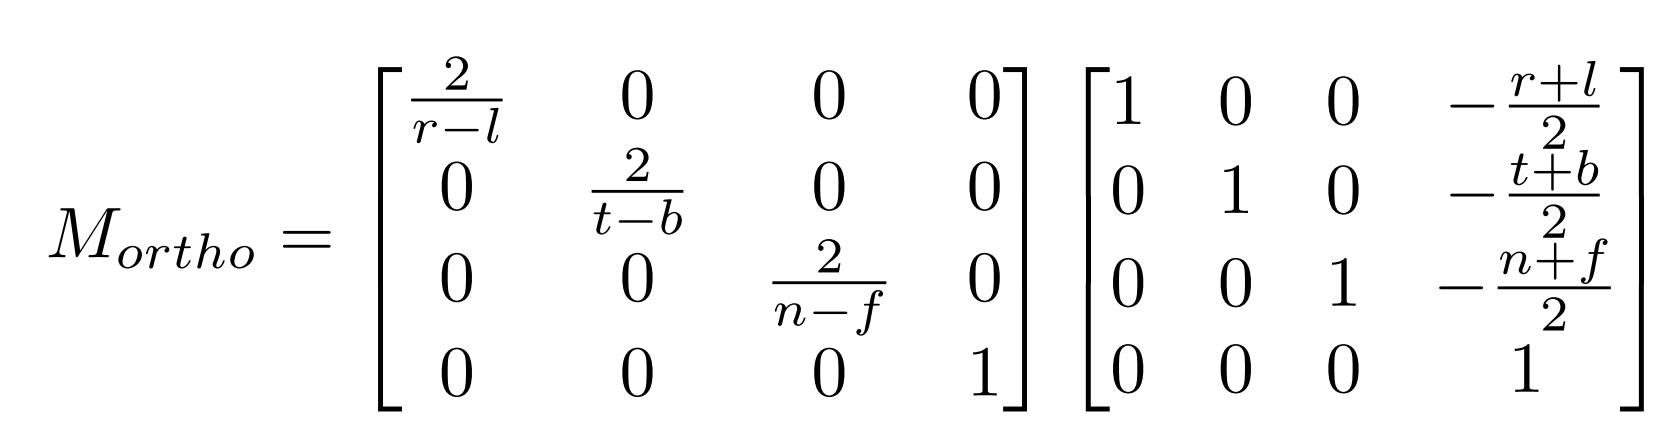 $M_{ortho} = \begin{bmatrix} \frac{2}{r-l} & 0 & 0 & 0 \\ 0 & \frac{2}{t-b} & 0 & 0 \\ 0 & 0 & \frac{2}{n-f} & 0 \\ 0 & 0 & 0 & 1 \end{bmatrix} \begin{bmatrix} 1 & 0 & 0 & -\frac{r+l}{2} \\ 0 & 1 & 0 & -\frac{t+b}{2} \\ 0 & 0 & 1 & -\frac{n+f}{2} \\ 0 & 0 & 0 & 1 \end{bmatrix}$